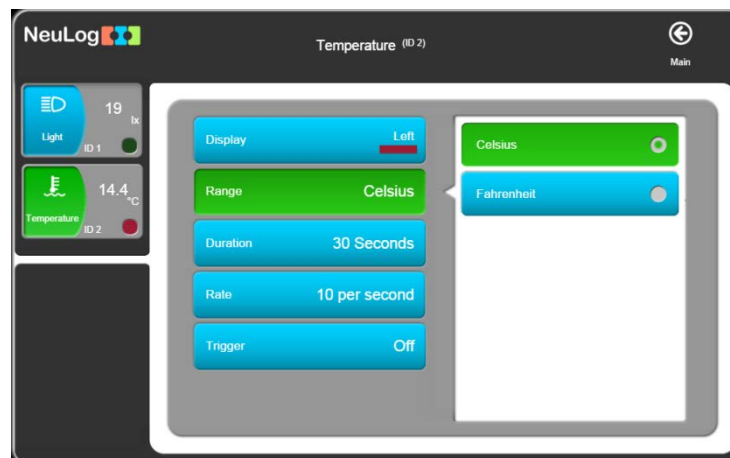 NeuLog
Temperature (ID 2)
Main
19
lx
Light
ID 1
14.4
°C
Temperature
ID 2
Display Left
Range Celsius
Duration 30 Seconds
Rate 10 per second
Trigger Off
Celsius
Fahrenheit